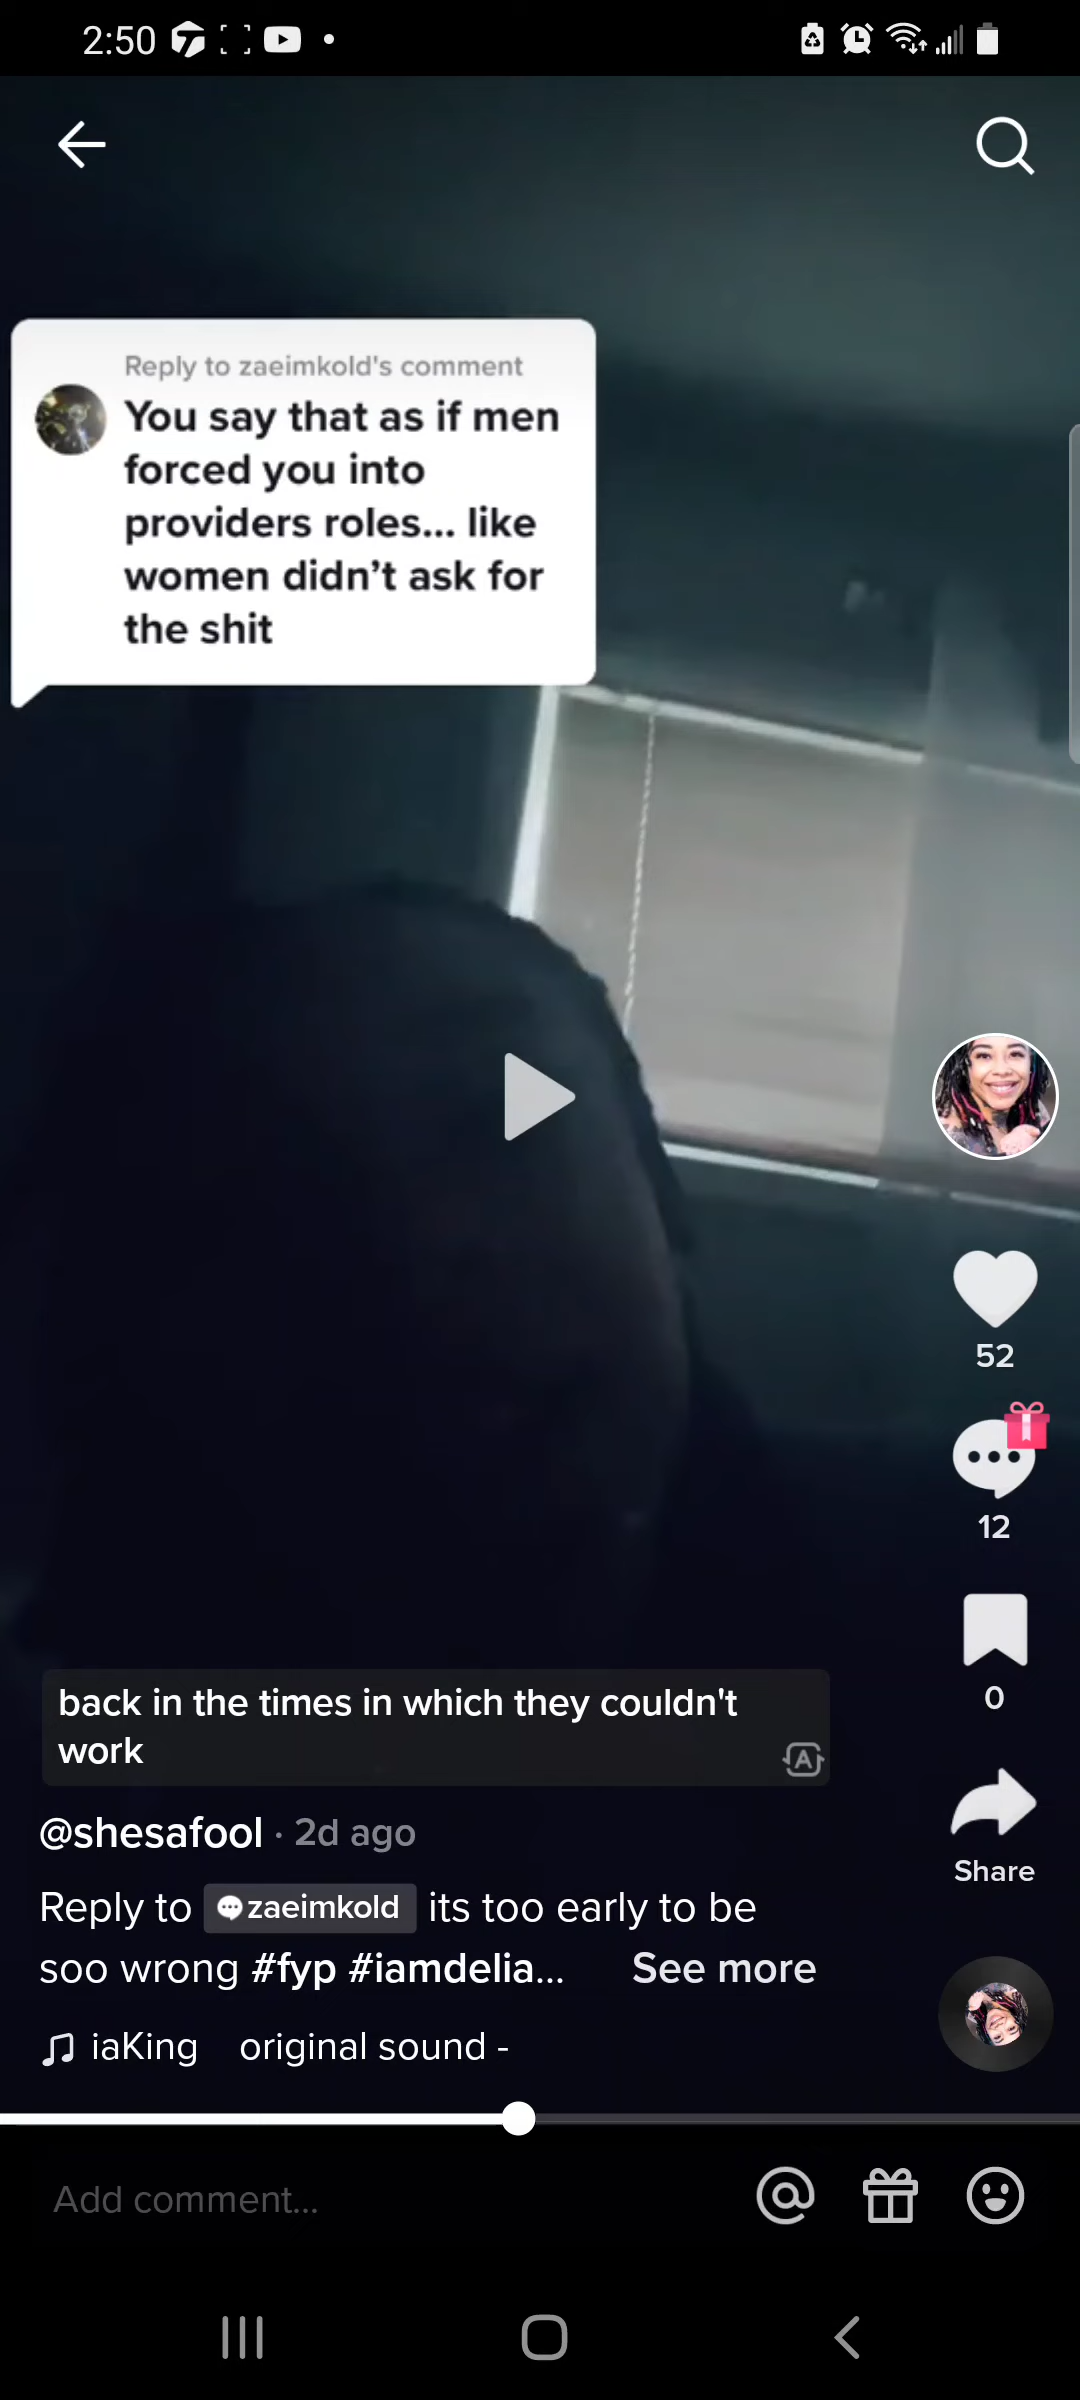 2:50
Reply to zaeimkold's comment
You say that as if men
forced you into
providers roles... like
women didn’t ask for
the shit
52
12
0
back in the times in which they couldn't
work
@shesafool · 2d ago
Share
Reply to zaeimkold its too early to be
soo wrong #fyp #iamdelia... See more
iaKing original sound -
Add comment...